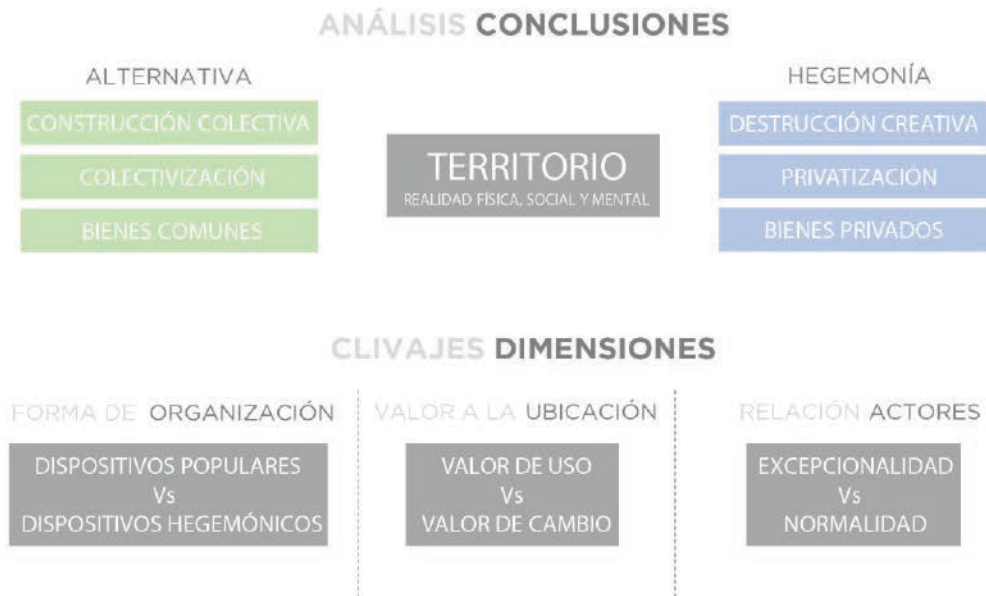 ANÁLISIS CONCLUSIONES
ALTERNATIVA
CONSTRUCCIÓN COLECTIVA
COLECTIVIZACIÓN
BIENES COMUNES
TERRITORIO
REALIDAD FÍSICA, SOCIAL Y MENTAL
HEGEMONÍA
DESTRUCCIÓN CREATIVA
PRIVATIZACIÓN
BIENES PRIVADOS
CLIVAJES DIMENSIONES
FORMA DE ORGANIZACIÓN
DISPOSITIVOS POPULARES
Vs
DISPOSITIVOS HEGEMÓNICOS
VALOR A LA UBICACIÓN
VALOR DE USO
Vs
VALOR DE CAMBIO
RELACIÓN ACTORES
EXCEPCIONALIDAD
Vs
NORMALIDAD